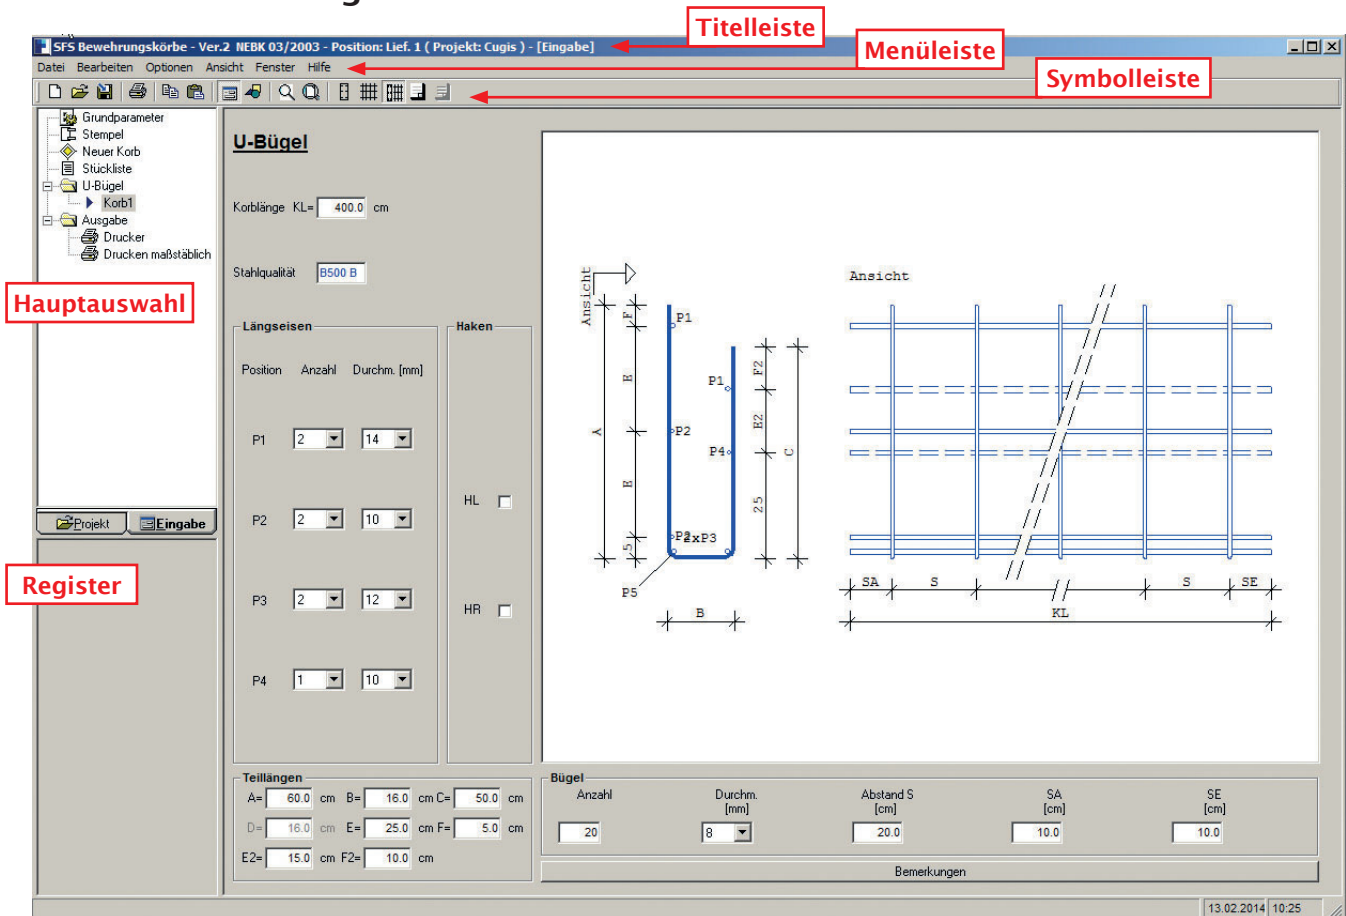 Titelleiste
SFS Bewehrungskörbe - Ver.2 NEBK 03/2003 - Position: Lief. 1 ( Projekt: Cugis ) - [Eingabe]
Menüleiste
Datei Bearbeiten Optionen Ansicht Fenster Hilfe
Symbolleiste
Grundparameter
Stempel
Neuer Korb
Stückliste
U-Bügel
Korb1
Ausgabe
Drucker
Drucken maßstäblich
Hauptauswahl
Projekt Eingabe
Register
U-Bügel
Korblänge KL= 400.0 cm
Stahlqualität B500 B
Längseisen
Position Anzahl Durchm. [mm]
P1 2 14
P2 2 10
P3 2 12
P4 1 10
Haken
HL
HR
Ansicht
F
E
A
E
5
P1
P2
P2
2xP3
P5
P1
P4
F2
E2
25
C
B
Ansicht
SA S S SE
KL
Teillängen
A= 60.0 cm B= 16.0 cm C= 50.0 cm
D= 16.0 cm E= 25.0 cm F= 5.0 cm
E2= 15.0 cm F2= 10.0 cm
Bügel
Anzahl Durchm. Abstand S SA SE
[mm] [cm] [cm] [cm]
20 8 20.0 10.0 10.0
Bemerkungen
13.02.2014 10:25